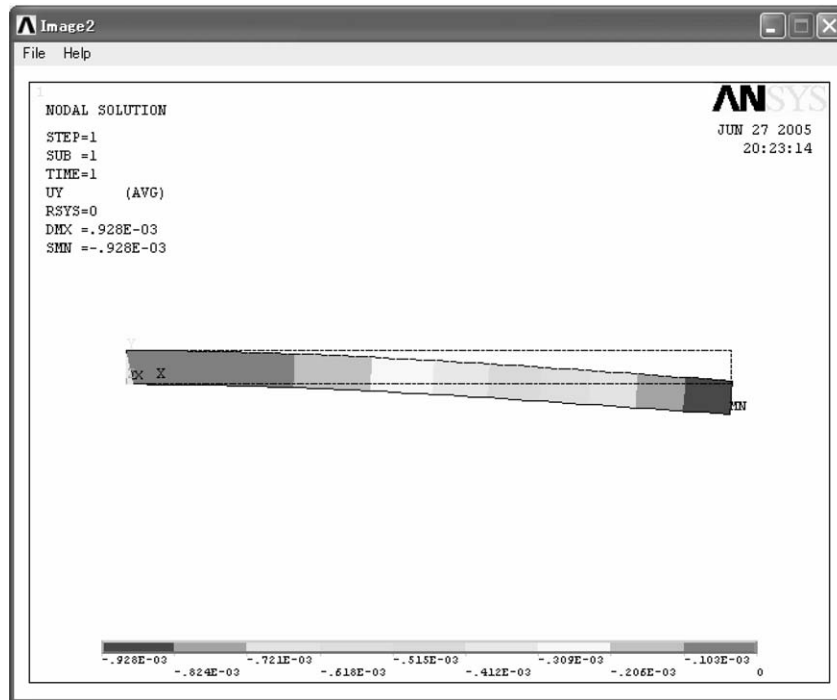 Image2
File Help
1
ANSYS
NODAL SOLUTION
JUN 27 2005
STEP=1
20:23:14
SUB =1
TIME=1
UY (AVG)
RSYS=0
DMX =.928E-03
SMN =-.928E-03
Y
X
MN
-.928E-03 -.721E-03 -.515E-03 -.309E-03 -.103E-03
-.824E-03 -.618E-03 -.412E-03 -.206E-03 0